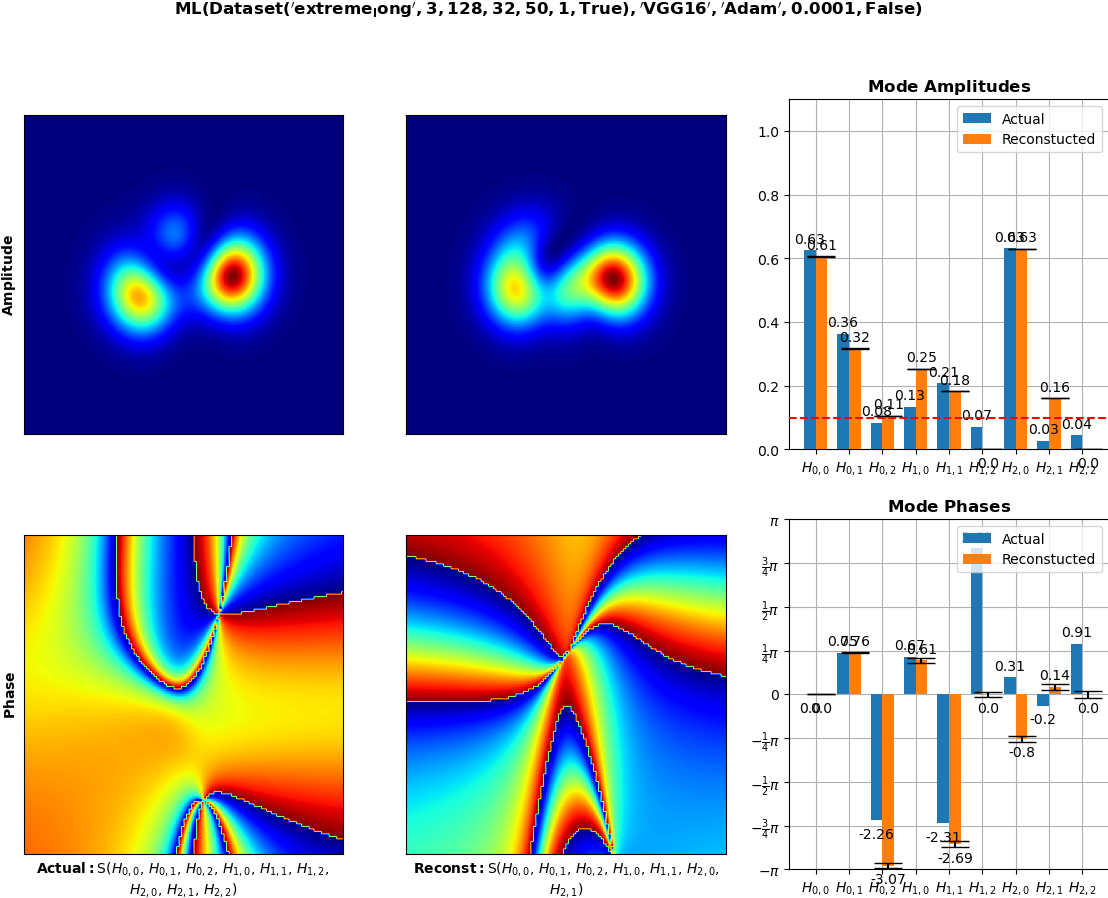 ML(Dataset('extreme_long', 3, 128, 32, 50, 1, True), 'VGG16', 'Adam', 0.0001, False)
Amplitude
Mode Amplitudes
Actual
Reconstucted
1.0
0.8
0.6
0.4
0.2
0.0
0.63
0.61
0.36
0.32
0.08
0.11
0.13
0.25
0.21
0.18
0.07
0.0
0.63
0.63
0.03
0.16
0.04
0.0
H0,0 H0,1 H0,2 H1,0 H1,1 H1,2 H2,0 H2,1 H2,2
Phase
Mode Phases
Actual
Reconstucted
π
3/4π
1/2π
1/4π
0
−1/4π
−1/2π
−3/4π
−π
0.0
0.0
0.75
0.76
-2.26
-3.07
0.67
0.61
-2.31
-2.69
0.0
0.31
-0.8
-0.2
0.14
0.91
0.0
H0,0 H0,1 H0,2 H1,0 H1,1 H1,2 H2,0 H2,1 H2,2
Actual: S(H0,0, H0,1, H0,2, H1,0, H1,1, H1,2,
H2,0, H2,1, H2,2)
Reconst: S(H0,0, H0,1, H0,2, H1,0, H1,1, H2,0,
H2,1)